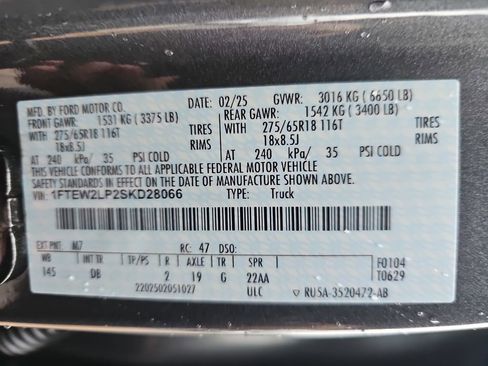 MFD. BY FORD MOTOR CO. DATE: 02/25 GVWR: 3016 KG ( 6650 LB)
FRONT GAWR: 1531 KG ( 3375 LB) REAR GAWR: 1542 KG ( 3400 LB)
WITH 275/65R18 116T TIRES WITH 275/65R18 116T TIRES
18x8.5J RIMS 18x8.5J RIMS
AT 240 kPa/ 35 PSI COLD AT 240 kPa/ 35 PSI COLD
THIS VEHICLE CONFORMS TO ALL APPLICABLE FEDERAL MOTOR VEHICLE
SAFETY STANDARDS IN EFFECT ON THE DATE OF MANUFACTURE SHOWN ABOVE.
VIN: 1FTEW2LP2SKD28066 TYPE: Truck
EXT PNT: M7 RC: 47 DSO:
WB INT TR TP/PS R AXLE TR SPR F0104
145 DB 2 19 G 22AA T0629
2202502051027 ULC ▽ RU5A-3520472-AB